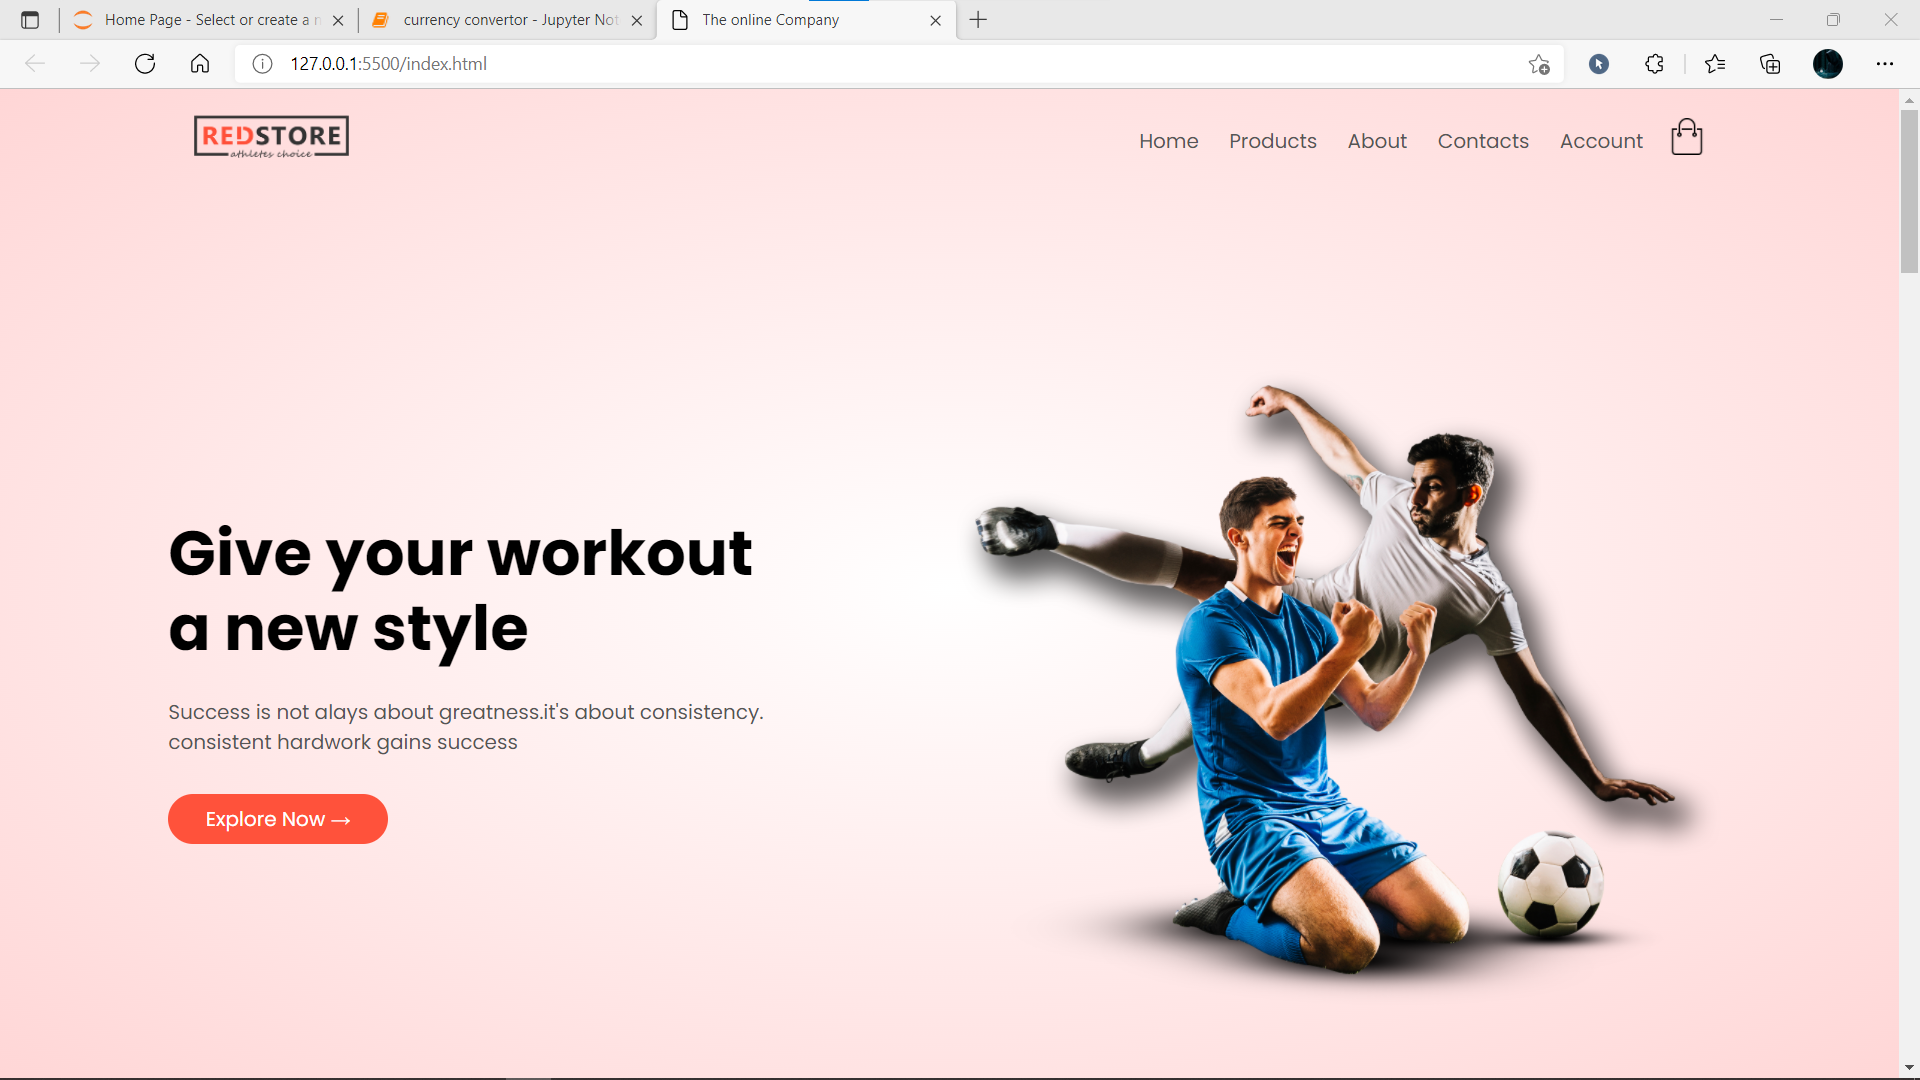 Home Page - Select or create a n
currency convertor - Jupyter Not
The online Company
127.0.0.1:5500/index.html
REDSTORE
athletes choice
Home Products About Contacts Account
Give your workout
a new style
Success is not alays about greatness.it's about consistency.
consistent hardwork gains success
Explore Now →